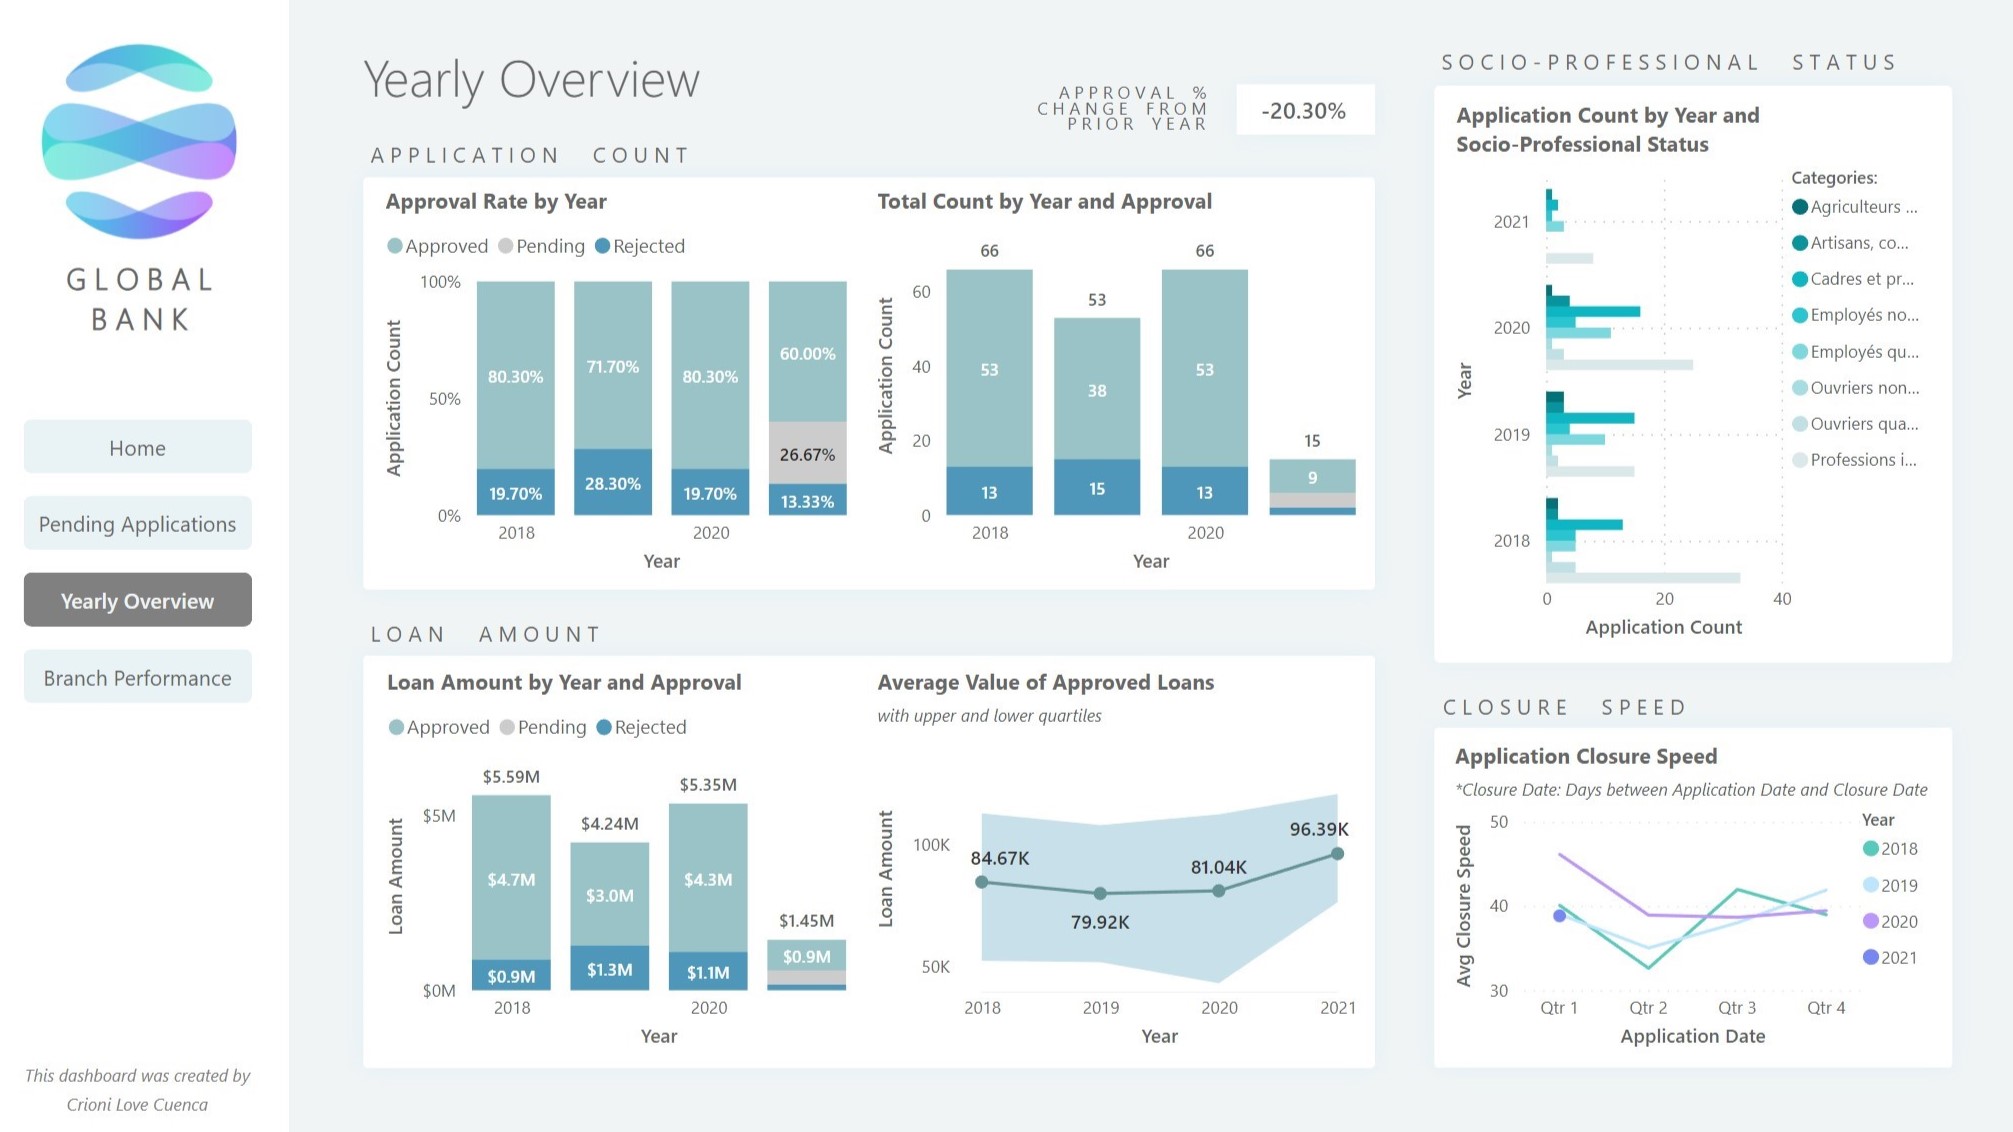 GLOBAL
BANK
Home
Pending Applications
Yearly Overview
Branch Performance
This dashboard was created by
Crioni Love Cuenca
Yearly Overview
APPROVAL %
CHANGE FROM
PRIOR YEAR
-20.30%
APPLICATION COUNT
Approval Rate by Year
Approved Pending Rejected
Application Count
100%
50%
0%
80.30%
71.70%
80.30%
60.00%
26.67%
19.70%
28.30%
19.70%
13.33%
2018 2020
Year
Total Count by Year and Approval
Application Count
60
40
20
0
66
53
66
15
53
38
53
9
13
15
13
2018 2020
Year
LOAN AMOUNT
Loan Amount by Year and Approval
Approved Pending Rejected
Loan Amount
$5M
$0M
$5.59M
$4.24M
$5.35M
$1.45M
$4.7M
$3.0M
$4.3M
$0.9M
$0.9M
$1.3M
$1.1M
2018 2020
Year
Average Value of Approved Loans
with upper and lower quartiles
Loan Amount
100K
50K
84.67K
79.92K
81.04K
96.39K
2018 2019 2020 2021
Year
SOCIO-PROFESSIONAL STATUS
Application Count by Year and
Socio-Professional Status
Categories:
Agriculteurs ...
Artisans, co...
Cadres et pr...
Employés no...
Employés qu...
Ouvriers non...
Ouvriers qua...
Professions i...
Year
2021
2020
2019
2018
0 20 40
Application Count
CLOSURE SPEED
Application Closure Speed
*Closure Date: Days between Application Date and Closure Date
Avg Closure Speed
50
40
30
Year
2018
2019
2020
2021
Qtr 1 Qtr 2 Qtr 3 Qtr 4
Application Date